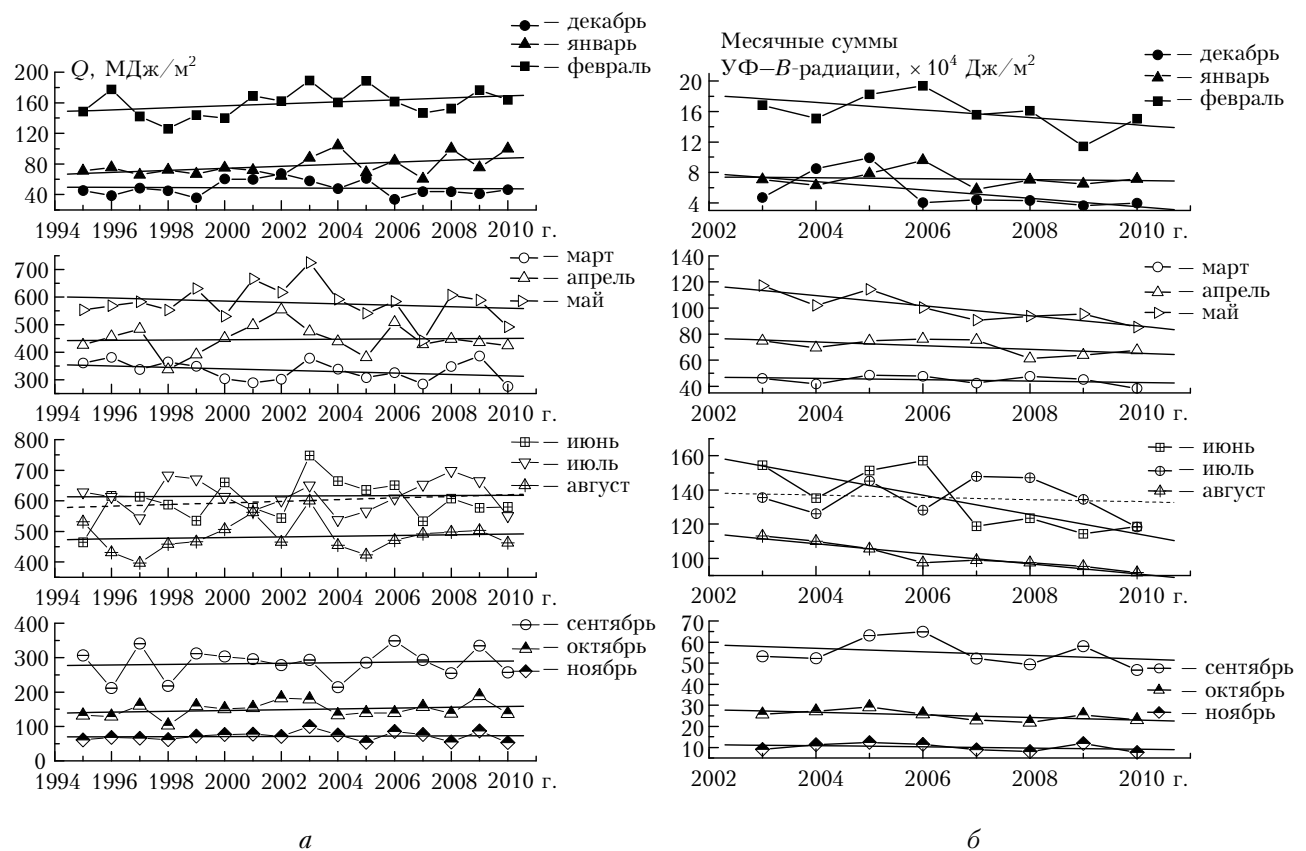 — декабрь
— январь
— февраль
Q, МДж/м²
200
160
120
80
40
1994 1996 1998 2000 2002 2004 2006 2008 2010 г.
— март
— апрель
— май
700
600
500
400
300
1994 1996 1998 2000 2002 2004 2006 2008 2010 г.
— июнь
— июль
— август
800
700
600
500
400
1994 1996 1998 2000 2002 2004 2006 2008 2010 г.
— сентябрь
— октябрь
— ноябрь
400
300
200
100
0
1994 1996 1998 2000 2002 2004 2006 2008 2010 г.
а
Месячные суммы
УФ–В-радиации, × 10⁴ Дж/м²
— декабрь
— январь
— февраль
20
16
12
8
4
2002 2004 2006 2008 2010 г.
— март
— апрель
— май
140
120
100
80
60
40
2002 2004 2006 2008 2010 г.
— июнь
— июль
— август
160
140
120
100
2002 2004 2006 2008 2010 г.
70
60
50
40
30
20
10
— сентябрь
— октябрь
— ноябрь
2002 2004 2006 2008 2010 г.
б